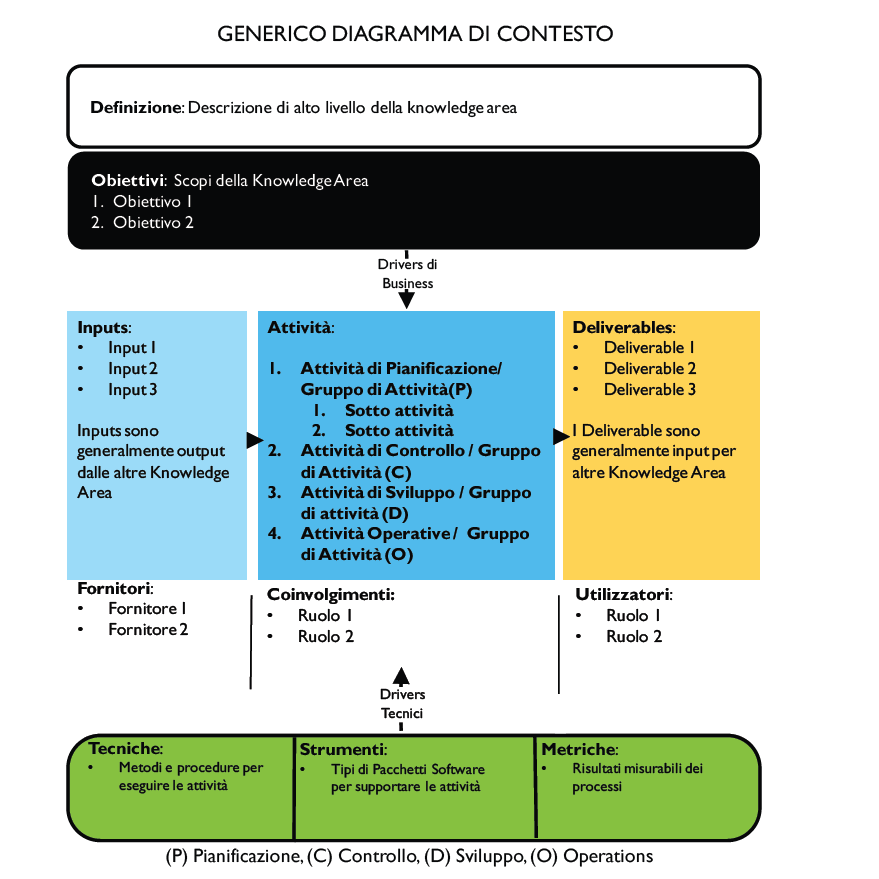 GENERICO DIAGRAMMA DI CONTESTO
Definizione: Descrizione di alto livello della knowledge area
Obiettivi: Scopi della Knowledge Area
1. Obiettivo 1
2. Obiettivo 2
Drivers di
Business
Inputs:
• Input 1
• Input 2
• Input 3
Inputs sono
generalmente output
dalle altre Knowledge
Area
Attività:
1. Attività di Pianificazione/
Gruppo di Attività(P)
1. Sotto attività
2. Sotto attività
2. Attività di Controllo / Gruppo
di Attività (C)
3. Attività di Sviluppo / Gruppo
di attività (D)
4. Attività Operative / Gruppo
di Attività (O)
Deliverables:
• Deliverable 1
• Deliverable 2
• Deliverable 3
I Deliverable sono
generalmente input per
altre Knowledge Area
Fornitori:
• Fornitore 1
• Fornitore 2
Coinvolgimenti:
• Ruolo 1
• Ruolo 2
Utilizzatori:
• Ruolo 1
• Ruolo 2
Drivers
Tecnici
Tecniche:
• Metodi e procedure per
eseguire le attività
Strumenti:
• Tipi di Pacchetti Software
per supportare le attività
Metriche:
• Risultati misurabili dei
processi
(P) Pianificazione, (C) Controllo, (D) Sviluppo, (O) Operations